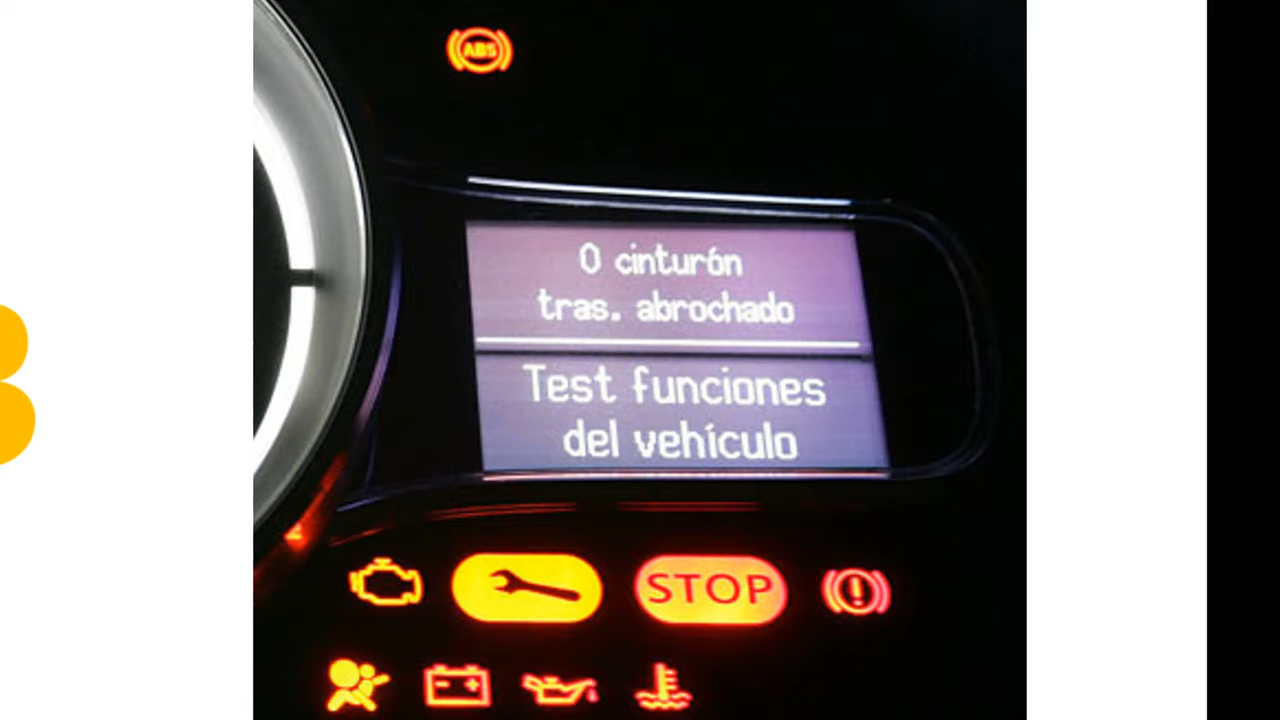 ABS
0 cinturón
tras. abrochado
Test funciones
del vehículo
STOP